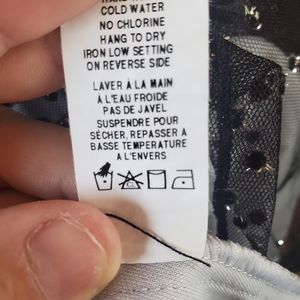 COLD WATER
NO CHLORINE
HANG TO DRY
IRON LOW SETTING
ON REVERSE SIDE
LAVER À LA MAIN
À L'EAU FROIDE
PAS DE JAVEL
SUSPENDRE POUR
SÉCHER, REPASSER A
BASSE TEMPERATURE
A L'ENVERS